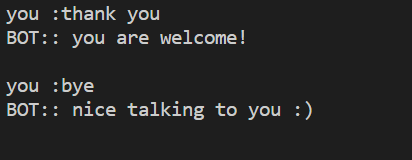 you :thank you
BOT:: you are welcome!
you :bye
BOT:: nice talking to you :)